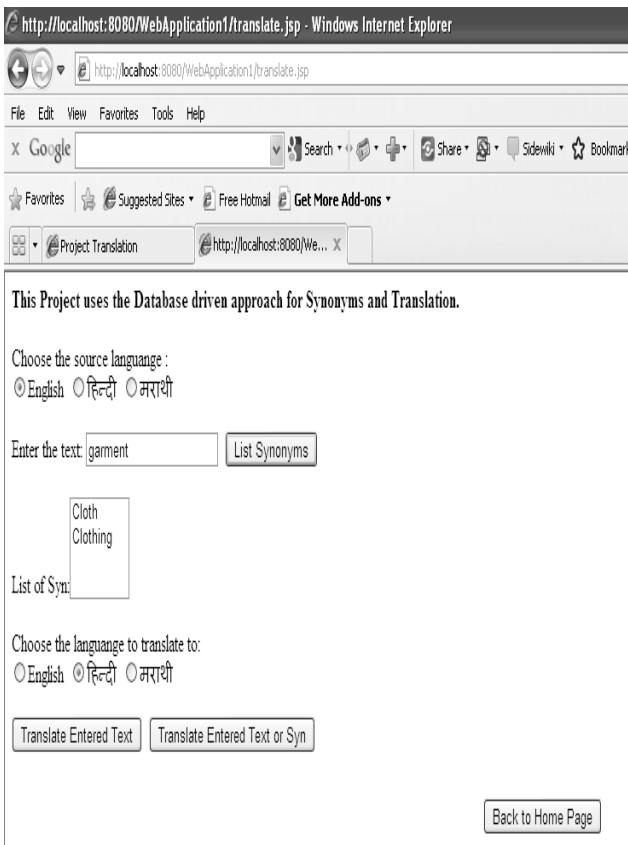 http://localhost:8080/WebApplication1/translate.jsp - Windows Internet Explorer
http://localhost:8080/WebApplication1/translate.jsp
File Edit View Favorites Tools Help
x Google Search Share Sidewiki Bookmark
Favorites Suggested Sites Free Hotmail Get More Add-ons
Project Translation http://localhost:8080/We... X
This Project uses the Database driven approach for Synonyms and Translation.
Choose the source languange :
English हिन्दी मराथी
Enter the text: garment List Synonyms
Cloth
Clothing
List of Syn:
Choose the languange to translate to:
English हिन्दी मराथी
Translate Entered Text Translate Entered Text or Syn
Back to Home Page